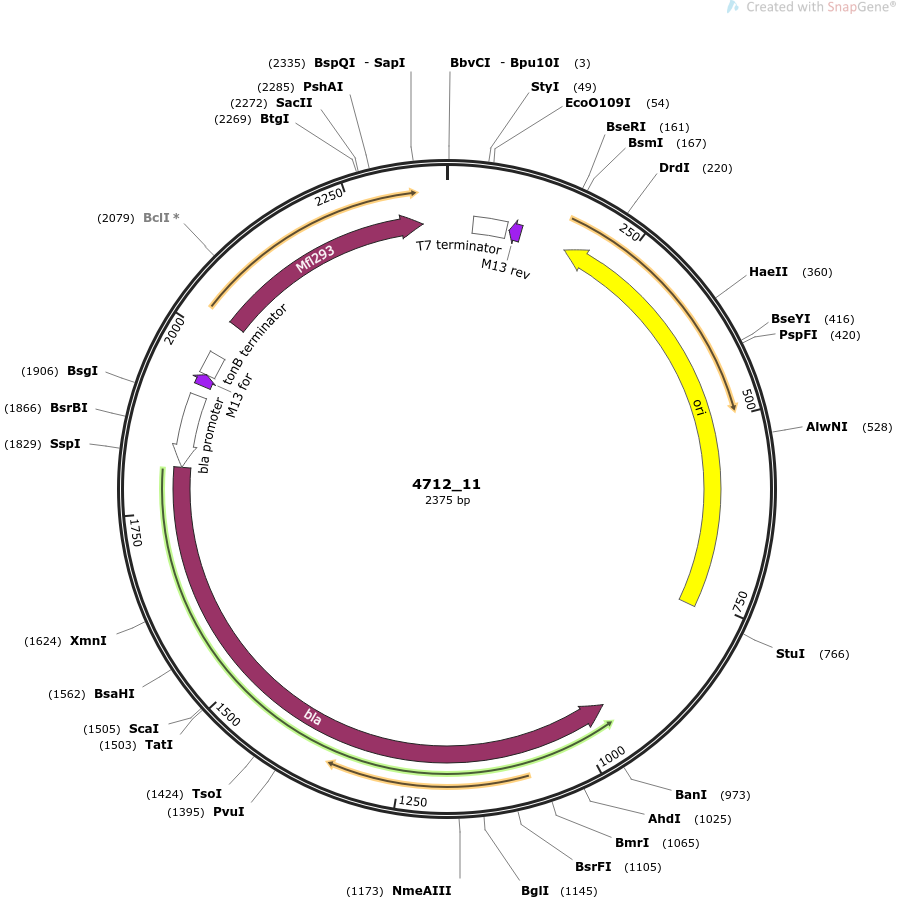 Created with SnapGene®
(2335) BspQI - SapI
BbvCI - Bpu10I (3)
(2285) PshAI
StyI (49)
(2272) SacII
EcoO109I (54)
(2269) BtgI
BseRI (161)
BsmI (167)
DrdI (220)
2250
(2079) BclI *
250
T7 terminator
Mfl293
M13 rev
HaeII (360)
BseYI (416)
2000
PspFI (420)
tonB terminator
(1906) BsgI
M13 for
500
ori
(1866) BsrBI
AlwNI (528)
bla promoter
(1829) SspI
4712_11
2375 bp
1750
750
(1624) XmnI
StuI (766)
(1562) BsaHI
1500
bla
(1505) ScaI
(1503) TatI
1000
(1424) TsoI
BanI (973)
1250
(1395) PvuI
AhdI (1025)
BmrI (1065)
BsrFI (1105)
(1173) NmeAIII
BglI (1145)